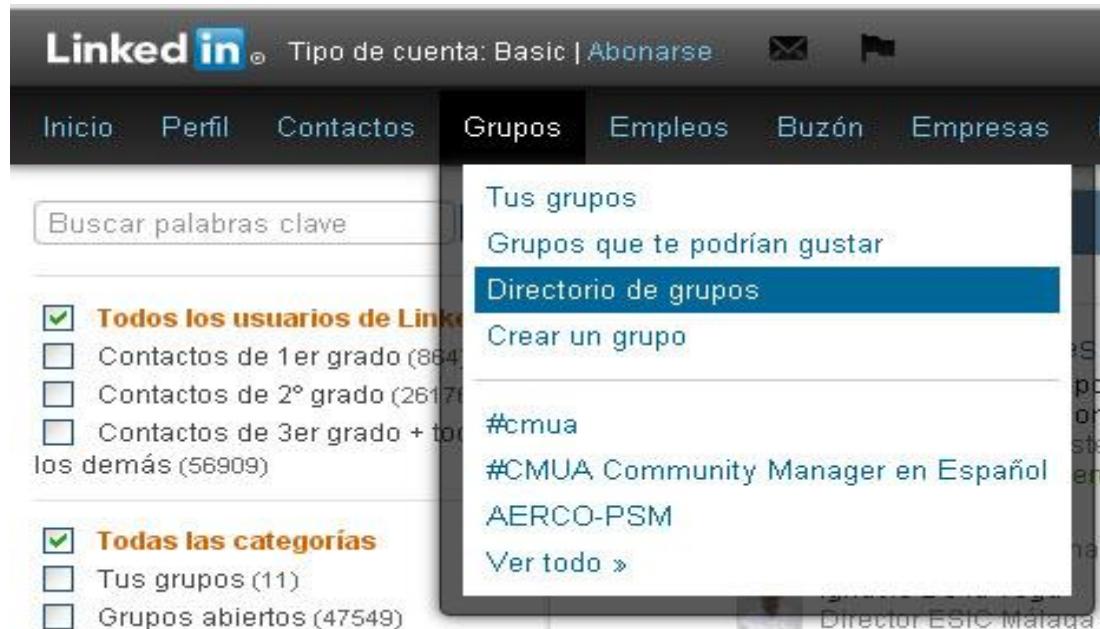 Linked in ® Tipo de cuenta: Basic | Abonarse
Inicio Perfil Contactos Grupos Empleos Buzón Empresas
Buscar palabras clave
Tus grupos
Grupos que te podrían gustar
Directorio de grupos
Crear un grupo
#cmua
#CMUA Community Manager en Español
AERCO-PSM
Ver todo »
Todos los usuarios de
Contactos de 1er grado
Contactos de 2º grado
Contactos de 3er grado +
los demás (56909)
Todas las categorías
Tus grupos (11)
Grupos abiertos (47549)
Director ESIC Málaga